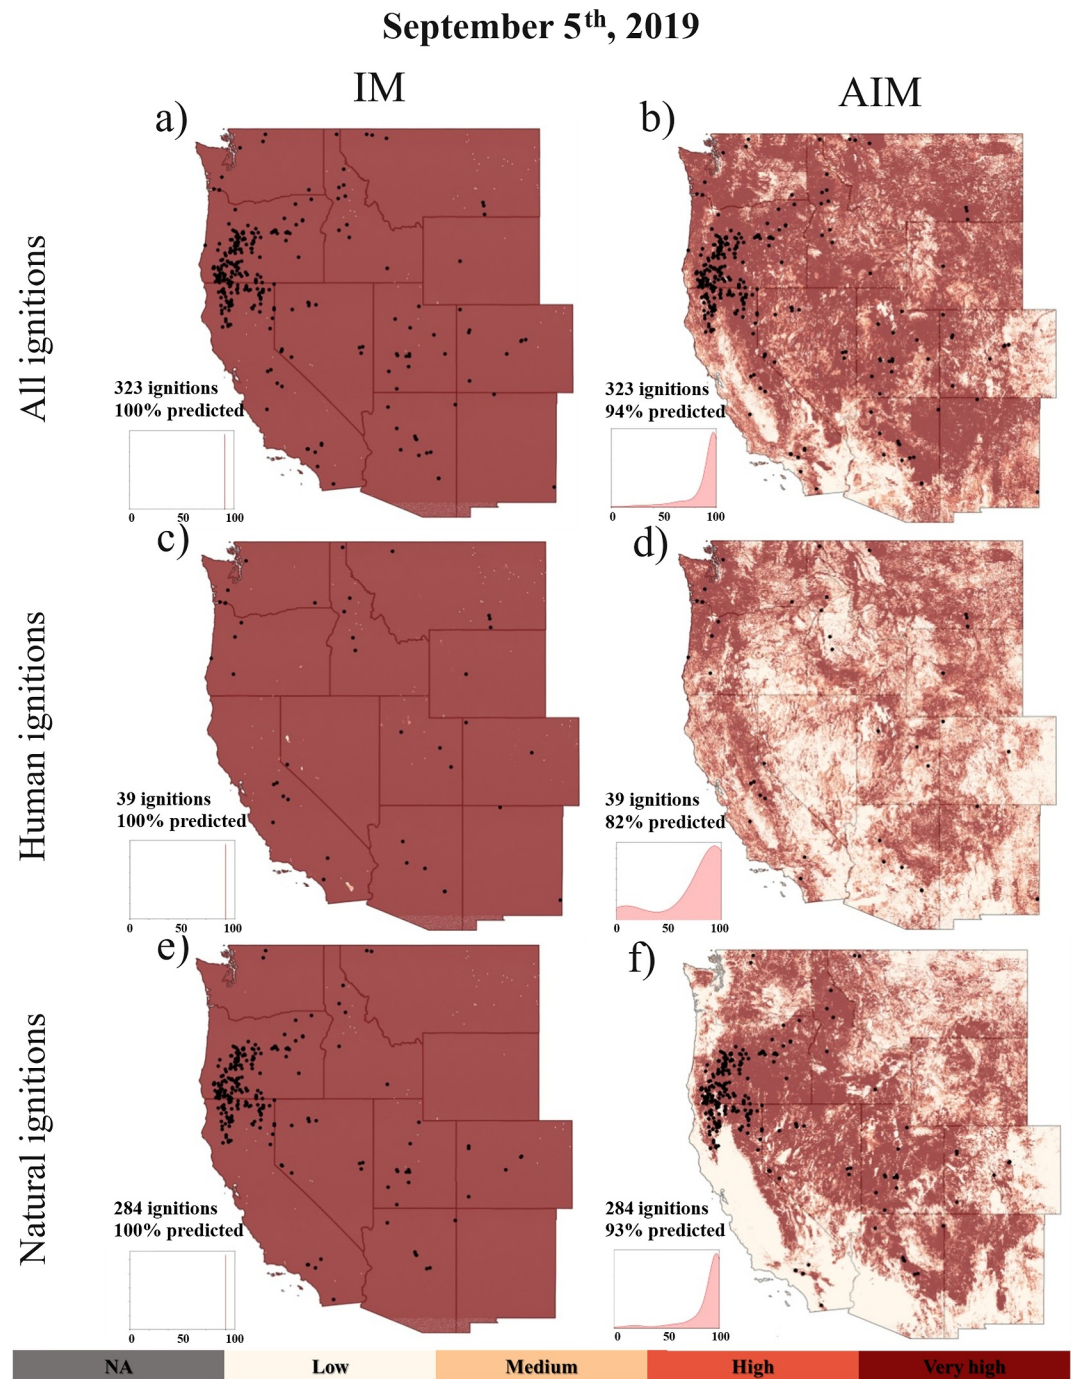 September 5th, 2019
IM
AIM
a)
b)
All ignitions
323 ignitions
100% predicted
0 50 100
323 ignitions
94% predicted
0 50 100
c)
d)
Human ignitions
39 ignitions
100% predicted
0 50 100
39 ignitions
82% predicted
0 50 100
e)
f)
Natural ignitions
284 ignitions
100% predicted
0 50 100
284 ignitions
93% predicted
0 50 100
NA Low Medium High Very high